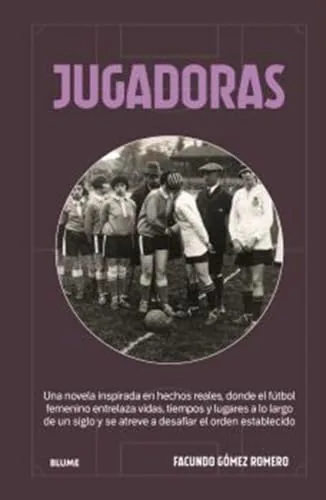 JUGADORAS
Una novela inspirada en hechos reales, donde el fútbol
femenino entrelaza vidas, tiempos y lugares a lo largo
de un siglo y se atreve a desafiar el orden establecido
BLUME
FACUNDO GÓMEZ ROMERO